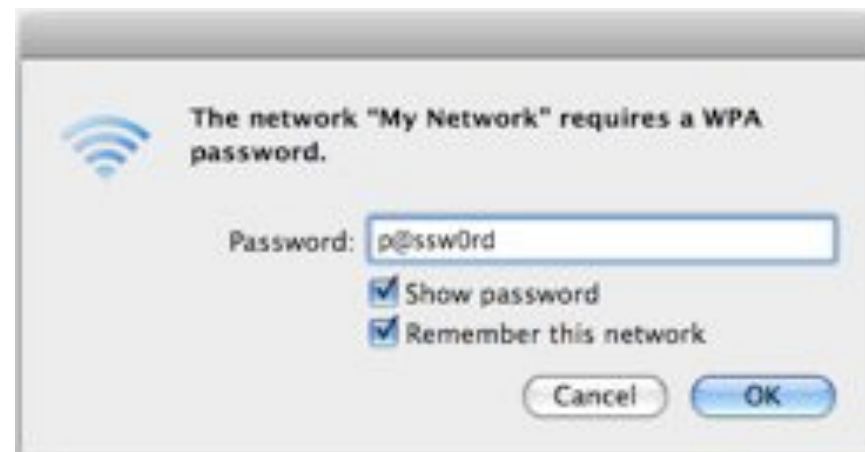 The network "My Network" requires a WPA
password.
Password: p@ssw0rd
Show password
Remember this network
Cancel OK